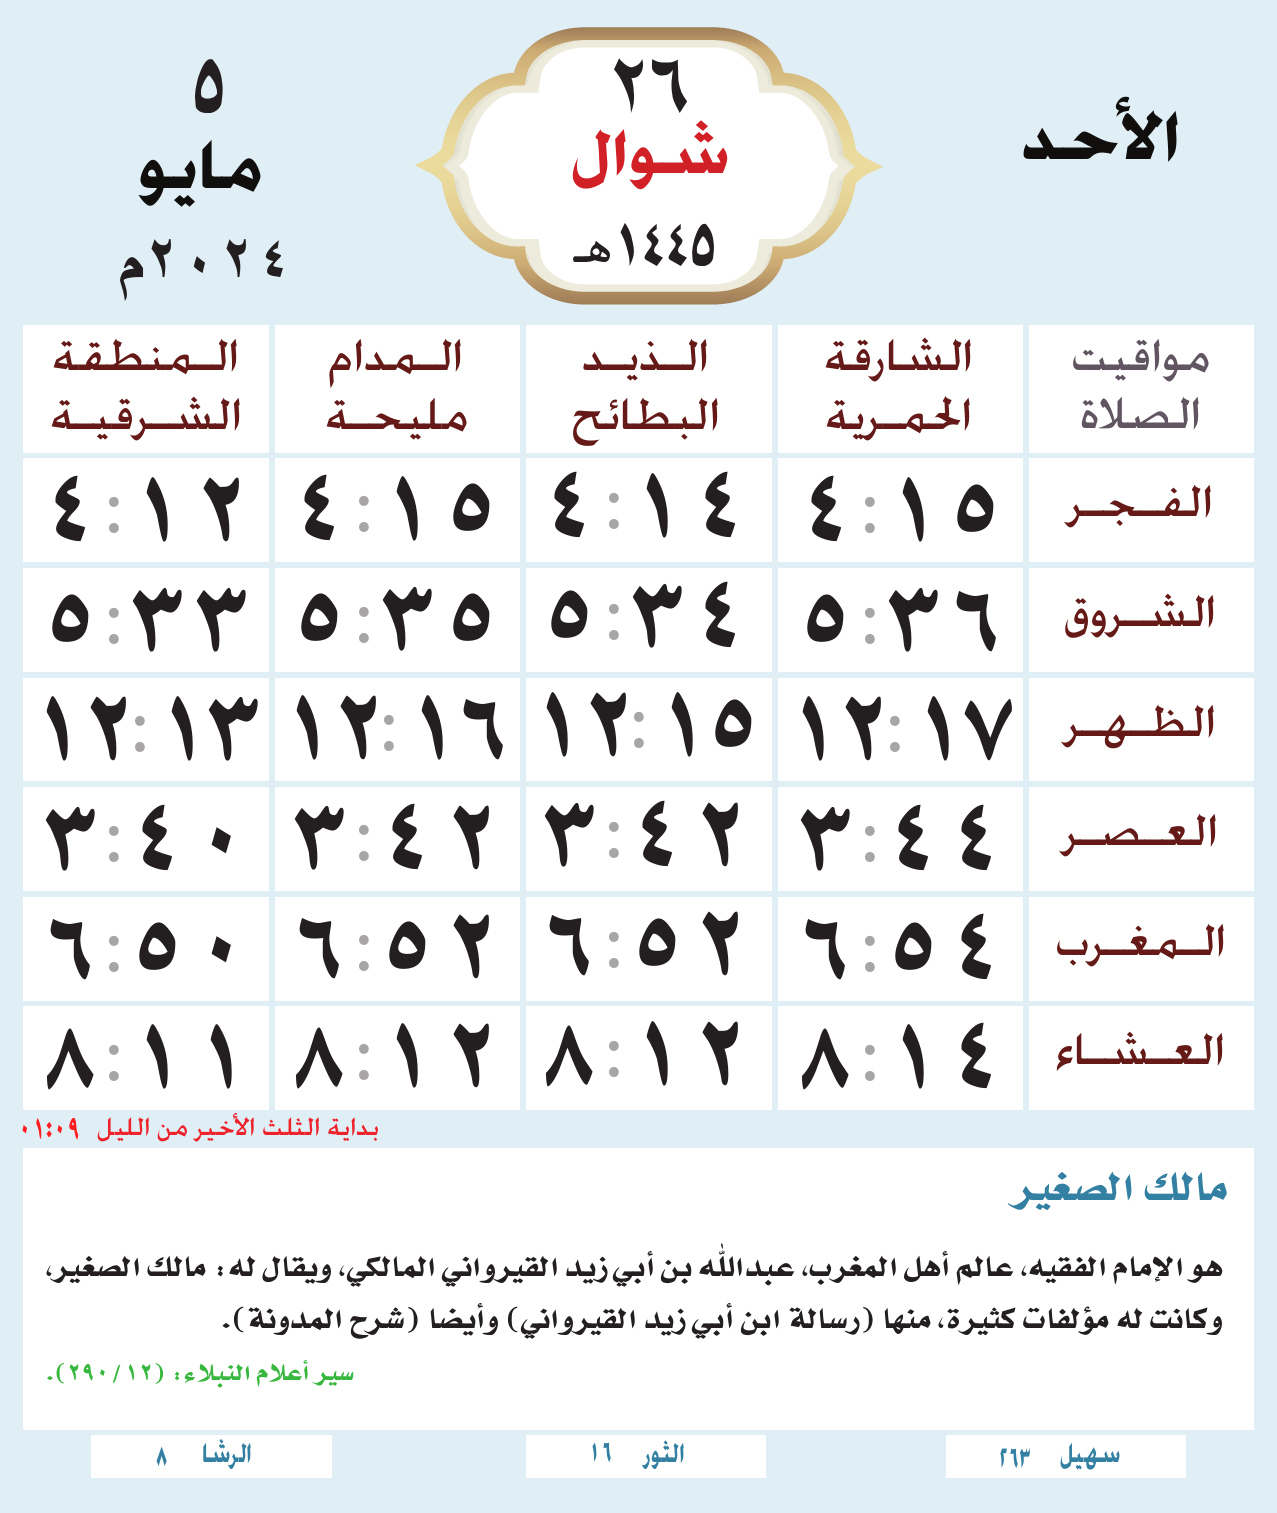 الأحد
٢٦
شوال
١٤٤٥هـ
٥
مايو
٢٠٢٤م
مواقيت الصلاة
الشارقة الحمرية
الذيد البطائح
المدام مليحة
المنطقة الشرقية
الفجر ٤:١٥ ٤:١٤ ٤:١٥ ٤:١٢
الشروق ٥:٣٦ ٥:٣٤ ٥:٣٥ ٥:٣٣
الظهر ١٢:١٧ ١٢:١٥ ١٢:١٦ ١٢:١٣
العصر ٣:٤٤ ٣:٤٢ ٣:٤٢ ٣:٤٠
المغرب ٦:٥٤ ٦:٥٢ ٦:٥٢ ٦:٥٠
العشاء ٨:١٤ ٨:١٢ ٨:١٢ ٨:١١
بداية الثلث الأخير من الليل ٠١:٠٩
مالك الصغير
هو الإمام الفقيه، عالم أهل المغرب، عبدالله بن أبي زيد القيرواني المالكي، ويقال له: مالك الصغير،
وكانت له مؤلفات كثيرة، منها (رسالة ابن أبي زيد القيرواني) وأيضا (شرح المدونة).
سير أعلام النبلاء: (١٢/ ٢٩٠).
سهيل ٢٦٣
الثور ١٦
الرشا ٨